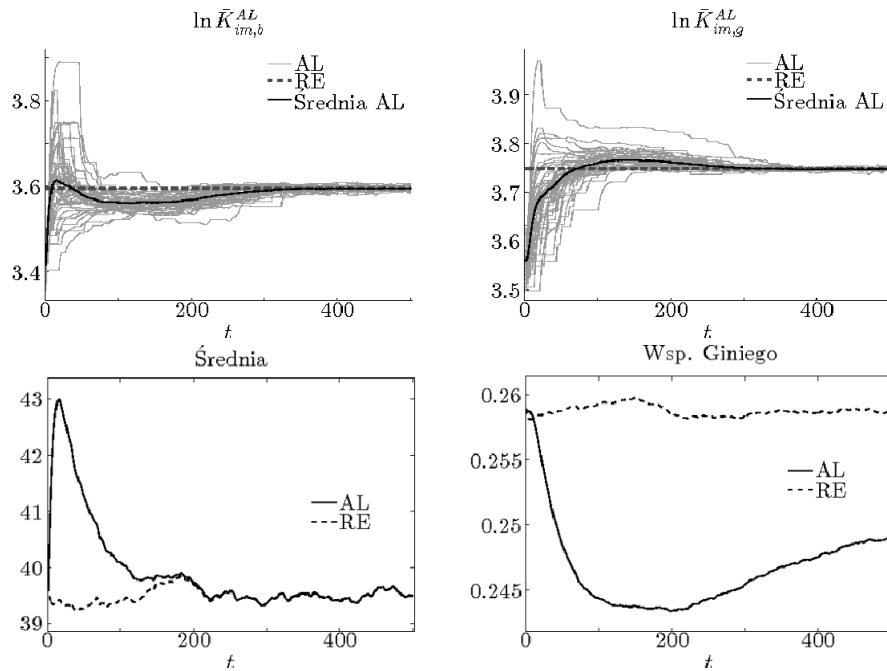 ln K̄^{AL}_{im,b}
AL
RE
Średnia AL
3.8
3.6
3.4
0 200 400
t
ln K̄^{AL}_{im,g}
AL
RE
Średnia AL
3.9
3.8
3.7
3.6
3.5
0 200 400
t
Średnia
43
42
41
40
39
AL
RE
0 200 400
t
Wsp. Giniego
0.26
0.255
0.25
0.245
AL
RE
0 200 400
t